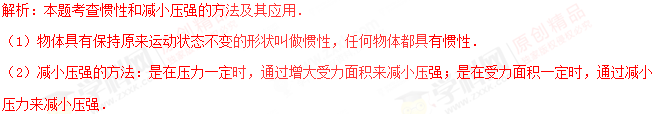 解析：本题考查惯性和减小压强的方法及其应用．
（1）物体具有保持原来运动状态不变的形状叫做惯性，任何物体都具有惯性．
（2）减小压强的方法：是在压力一定时，通过增大受力面积来减小压强；是在受力面积一定时，通过减小
压力来减小压强．